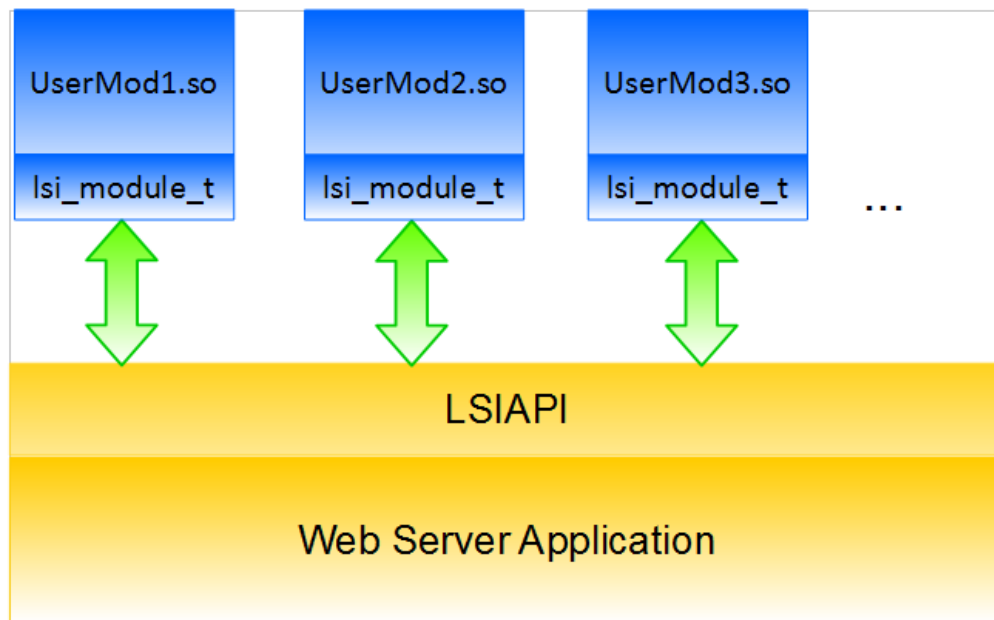 UserMod1.so UserMod2.so UserMod3.so
lsi_module_t lsi_module_t lsi_module_t ...
LSIAPI
Web Server Application